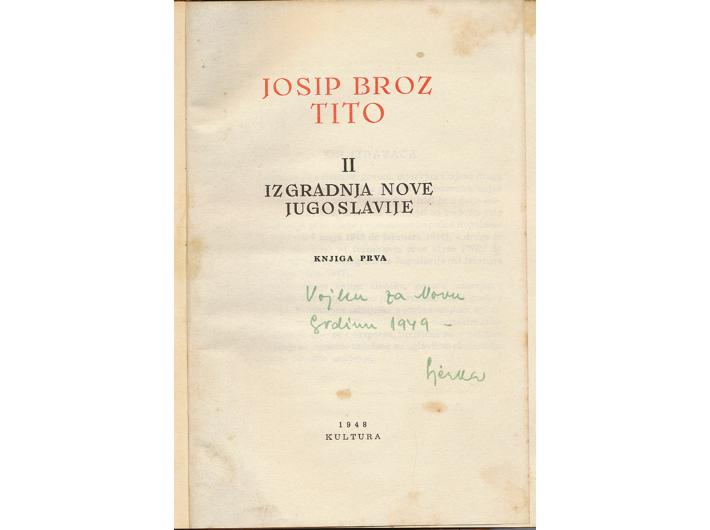 JOSIP BROZ
TITO
II
IZGRADNJA NOVE
JUGOSLAVIJE
KNJIGA PRVA
Vojku za Novu
Godinu 1949 –
1948
KULTURA